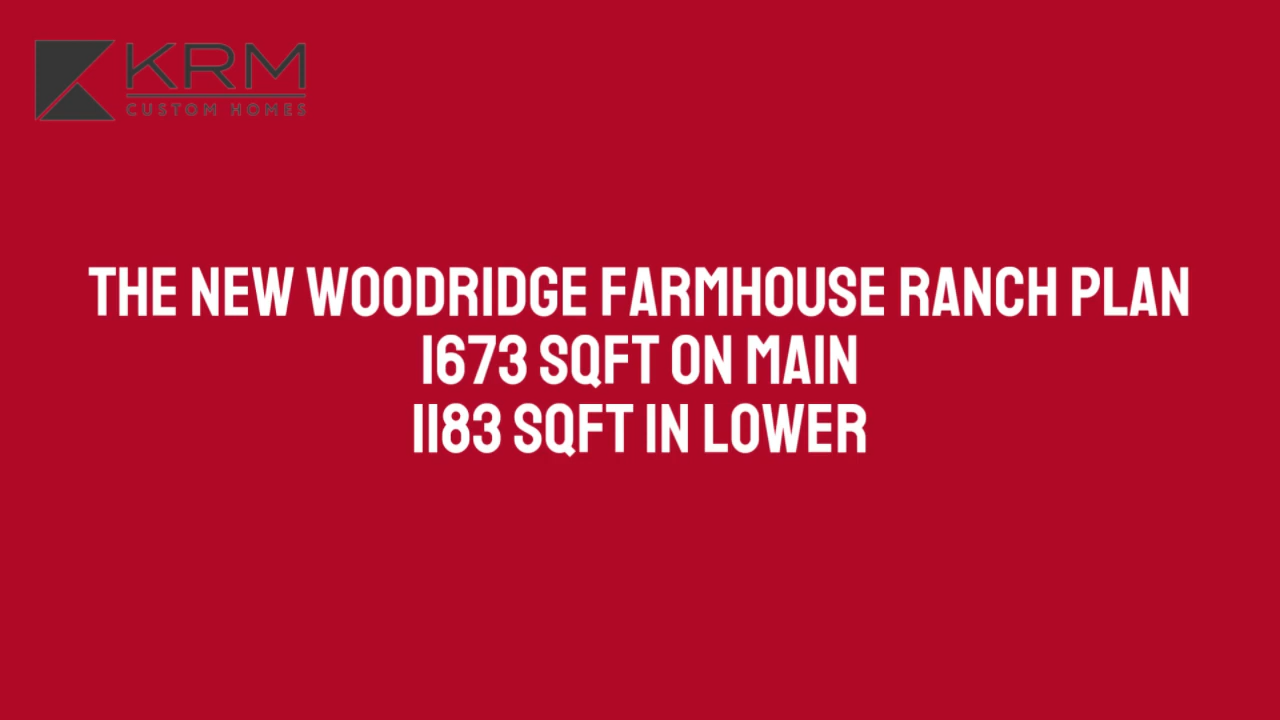 KRM
CUSTOM HOMES
THE NEW WOODRIDGE FARMHOUSE RANCH PLAN
1673 SQFT ON MAIN
1183 SQFT IN LOWER